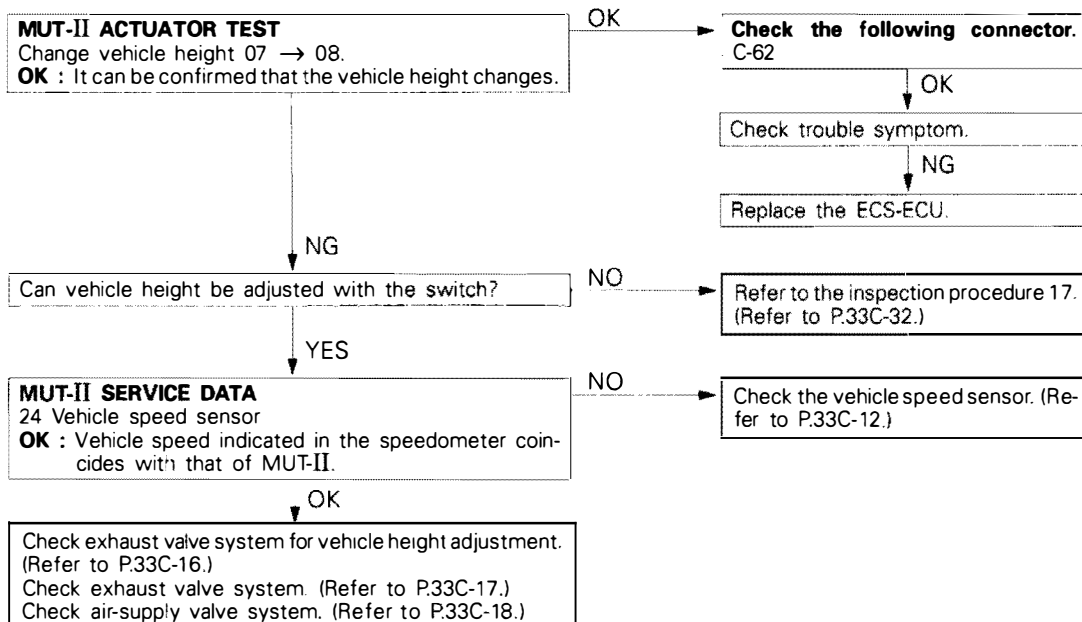 MUT-II ACTUATOR TEST
Change vehicle height 07 → 08.
OK : It can be confirmed that the vehicle height changes.
OK
Check the following connector.
C-62
OK
Check trouble symptom.
NG
Replace the ECS-ECU.
NG
Can vehicle height be adjusted with the switch?
NO
Refer to the inspection procedure 17.
(Refer to P.33C-32.)
YES
MUT-II SERVICE DATA
24 Vehicle speed sensor
OK : Vehicle speed indicated in the speedometer coin-
cides with that of MUT-II.
NO
Check the vehicle speed sensor. (Re-
fer to P.33C-12.)
OK
Check exhaust valve system for vehicle height adjustment.
(Refer to P.33C-16.)
Check exhaust valve system. (Refer to P.33C-17.)
Check air-supply valve system. (Refer to P.33C-18.)